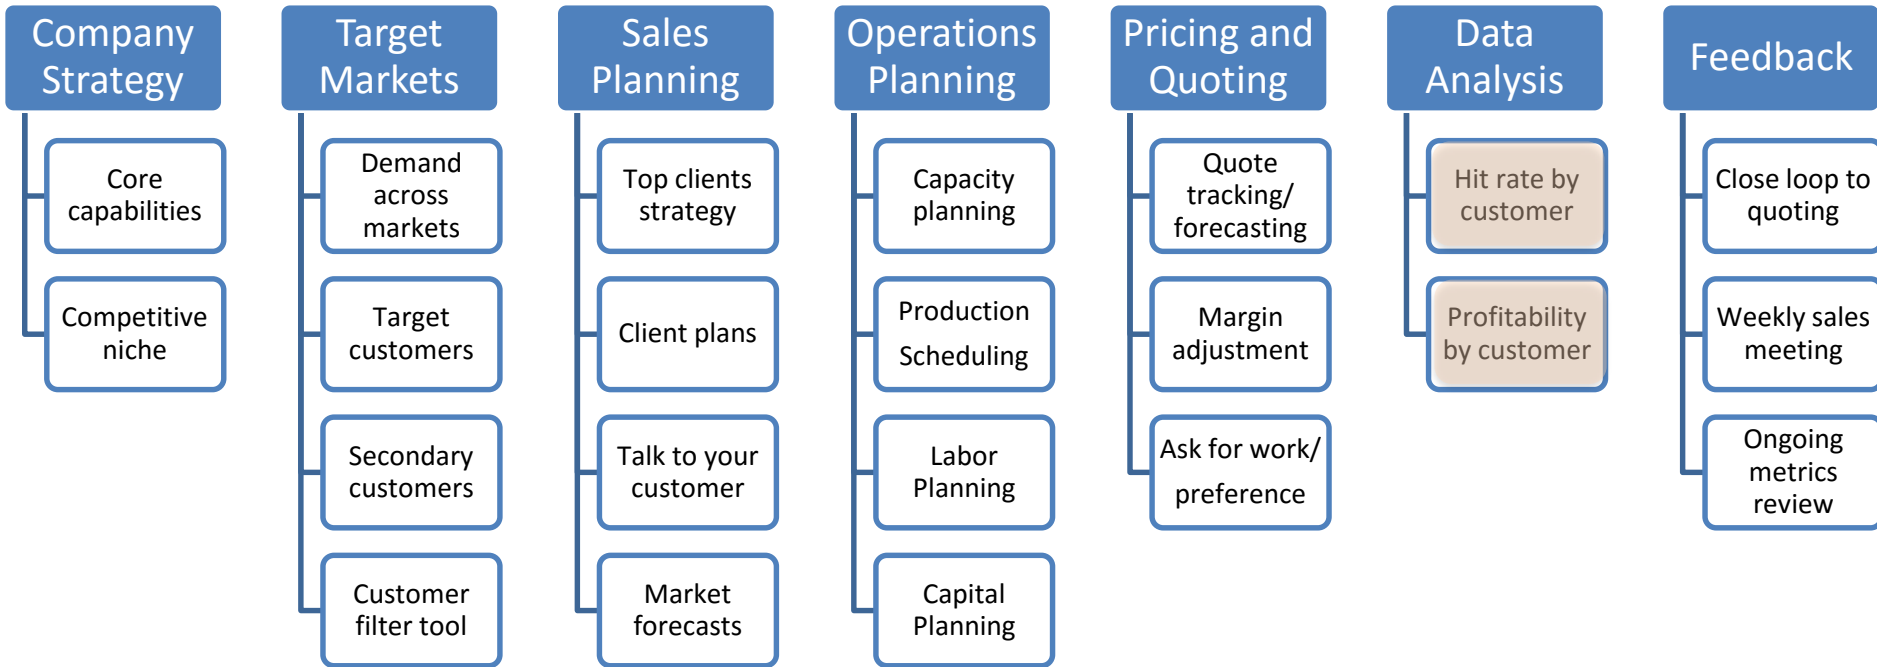 Company
Strategy
Core
capabilities
Competitive
niche
Target
Markets
Demand
across
markets
Target
customers
Secondary
customers
Customer
filter tool
Sales
Planning
Top clients
strategy
Client plans
Talk to your
customer
Market
forecasts
Operations
Planning
Capacity
planning
Production
Scheduling
Labor
Planning
Capital
Planning
Pricing and
Quoting
Quote
tracking/
forecasting
Margin
adjustment
Ask for work/
preference
Data
Analysis
Hit rate by
customer
Profitability
by customer
Feedback
Close loop to
quoting
Weekly sales
meeting
Ongoing
metrics
review